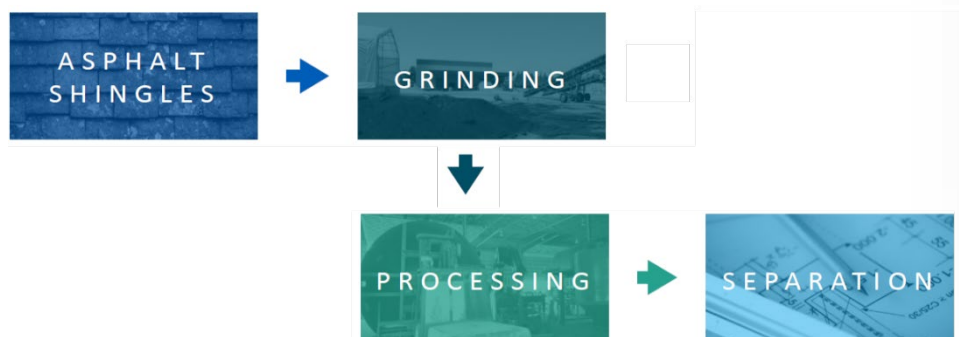 ASPHALT
SHINGLES
GRINDING
PROCESSING
SEPARATION